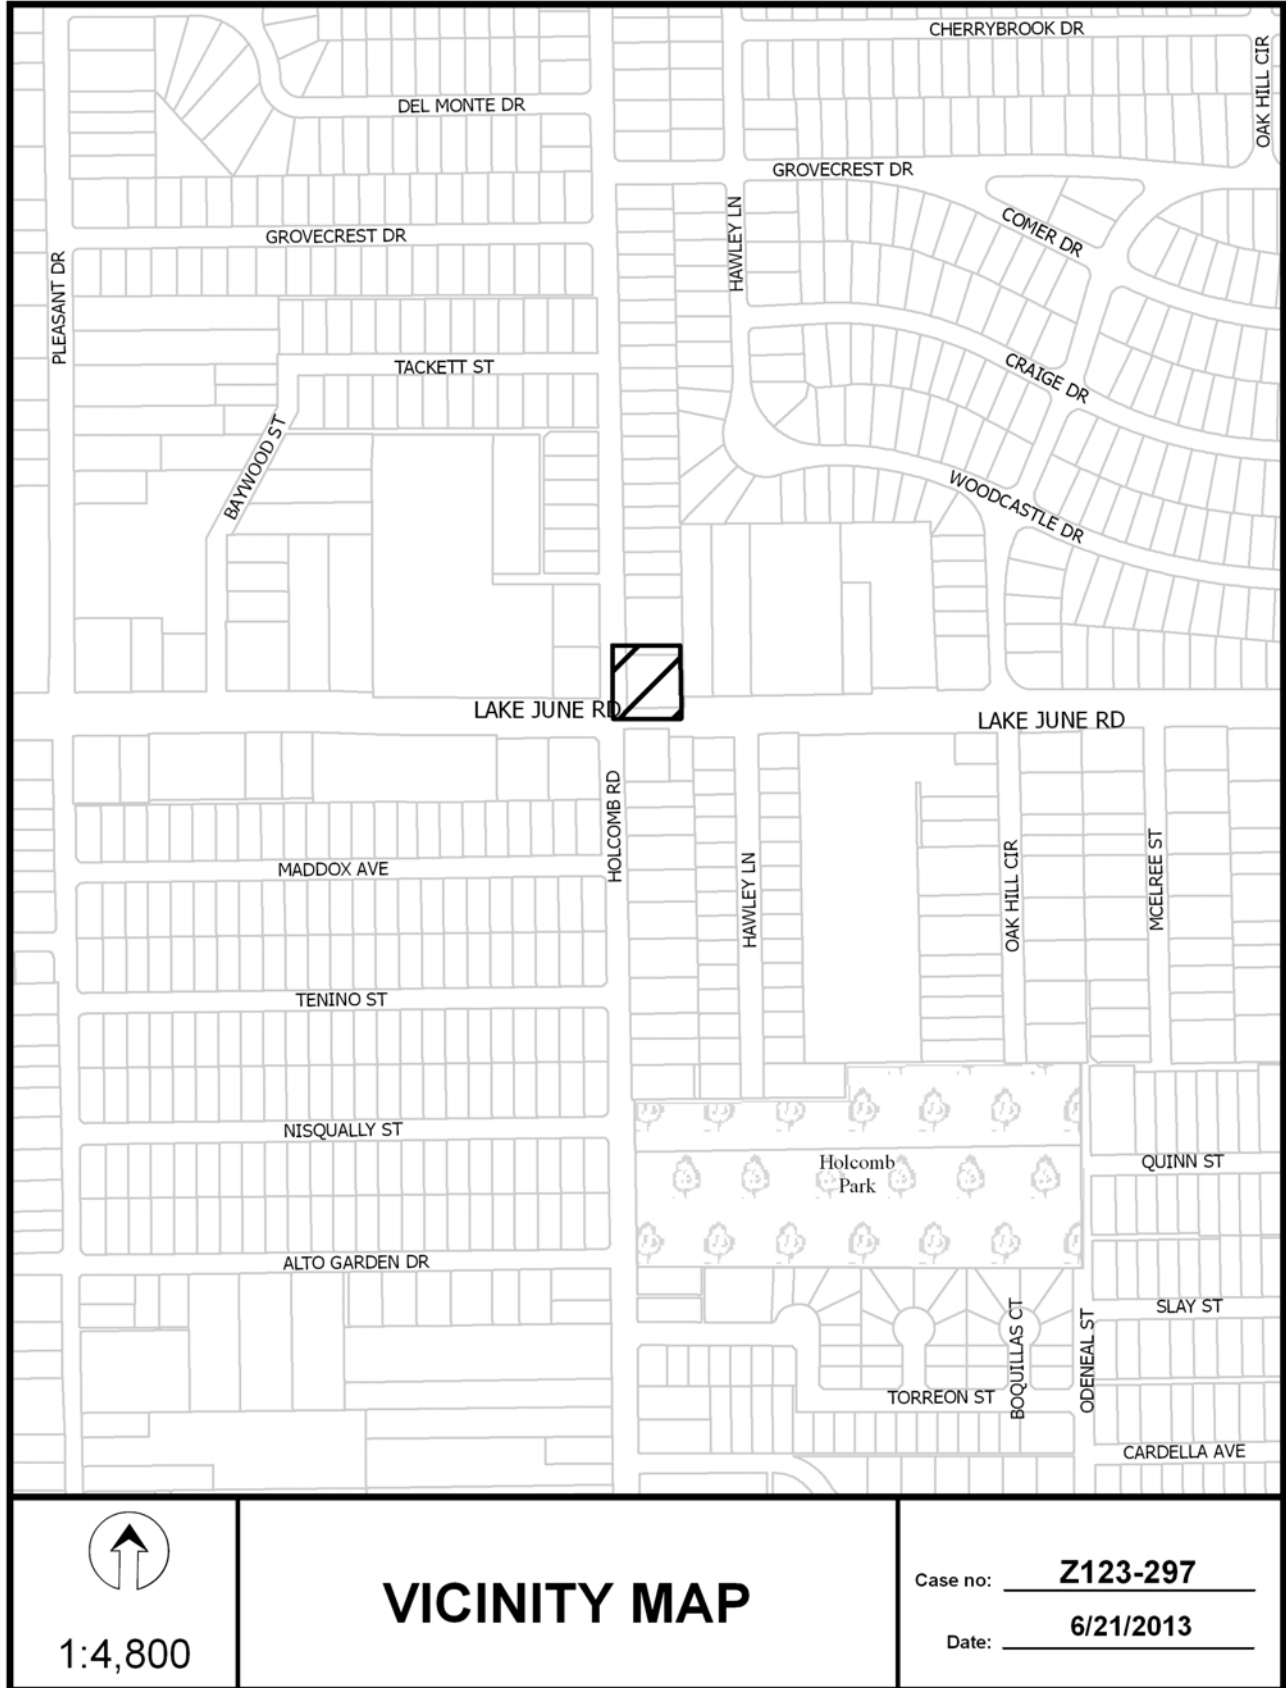 CHERRYBROOK DR
OAK HILL CIR
DEL MONTE DR
GROVECREST DR
HAWLEY LN
COMER DR
GROVECREST DR
PLEASANT DR
TACKETT ST
CRAIGE DR
BAYWOOD ST
WOODCASTLE DR
LAKE JUNE RD
LAKE JUNE RD
HOLCOMB RD
MADDOX AVE
HAWLEY LN
OAK HILL CIR
MCELREE ST
TENINO ST
NISQUALLY ST
Holcomb
Park
QUINN ST
ALTO GARDEN DR
BOQUILLAS CT
ODENEAL ST
SLAY ST
TORREON ST
CARDELLA AVE
1:4,800
VICINITY MAP
Case no: Z123-297
Date: 6/21/2013